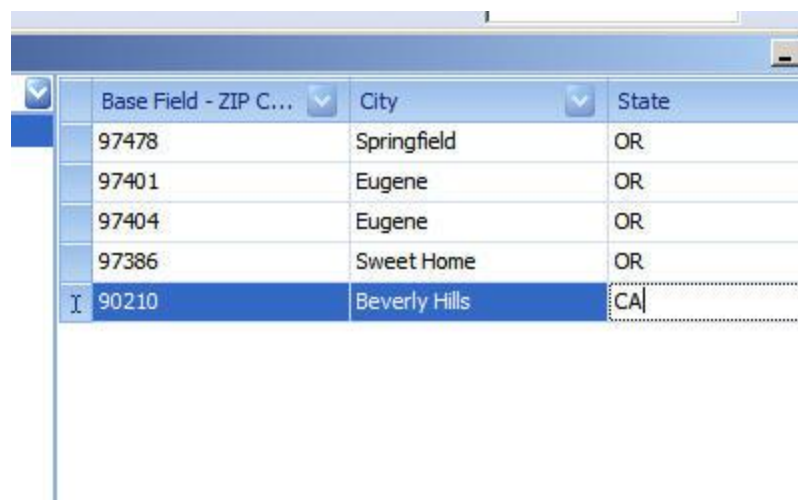 Base Field - ZIP C... City State
97478 Springfield OR
97401 Eugene OR
97404 Eugene OR
97386 Sweet Home OR
90210 Beverly Hills CA